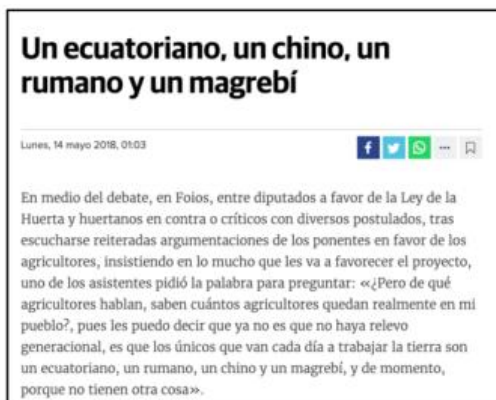 Un ecuatoriano, un chino, un
rumano y un magrebí
Lunes, 14 mayo 2018, 01:03
En medio del debate, en Foios, entre diputados a favor de la Ley de la
Huerta y huertanos en contra o críticos con diversos postulados, tras
escucharse reiteradas argumentaciones de los ponentes en favor de los
agricultores, insistiendo en lo mucho que les va a favorecer el proyecto,
uno de los asistentes pidió la palabra para preguntar: «¿Pero de qué
agricultores hablan, saben cuántos agricultores quedan realmente en mi
pueblo?, pues les puedo decir que ya no es que no haya relevo
generacional, es que los únicos que van cada día a trabajar la tierra son
un ecuatoriano, un rumano, un chino y un magrebí, y de momento,
porque no tienen otra cosa».